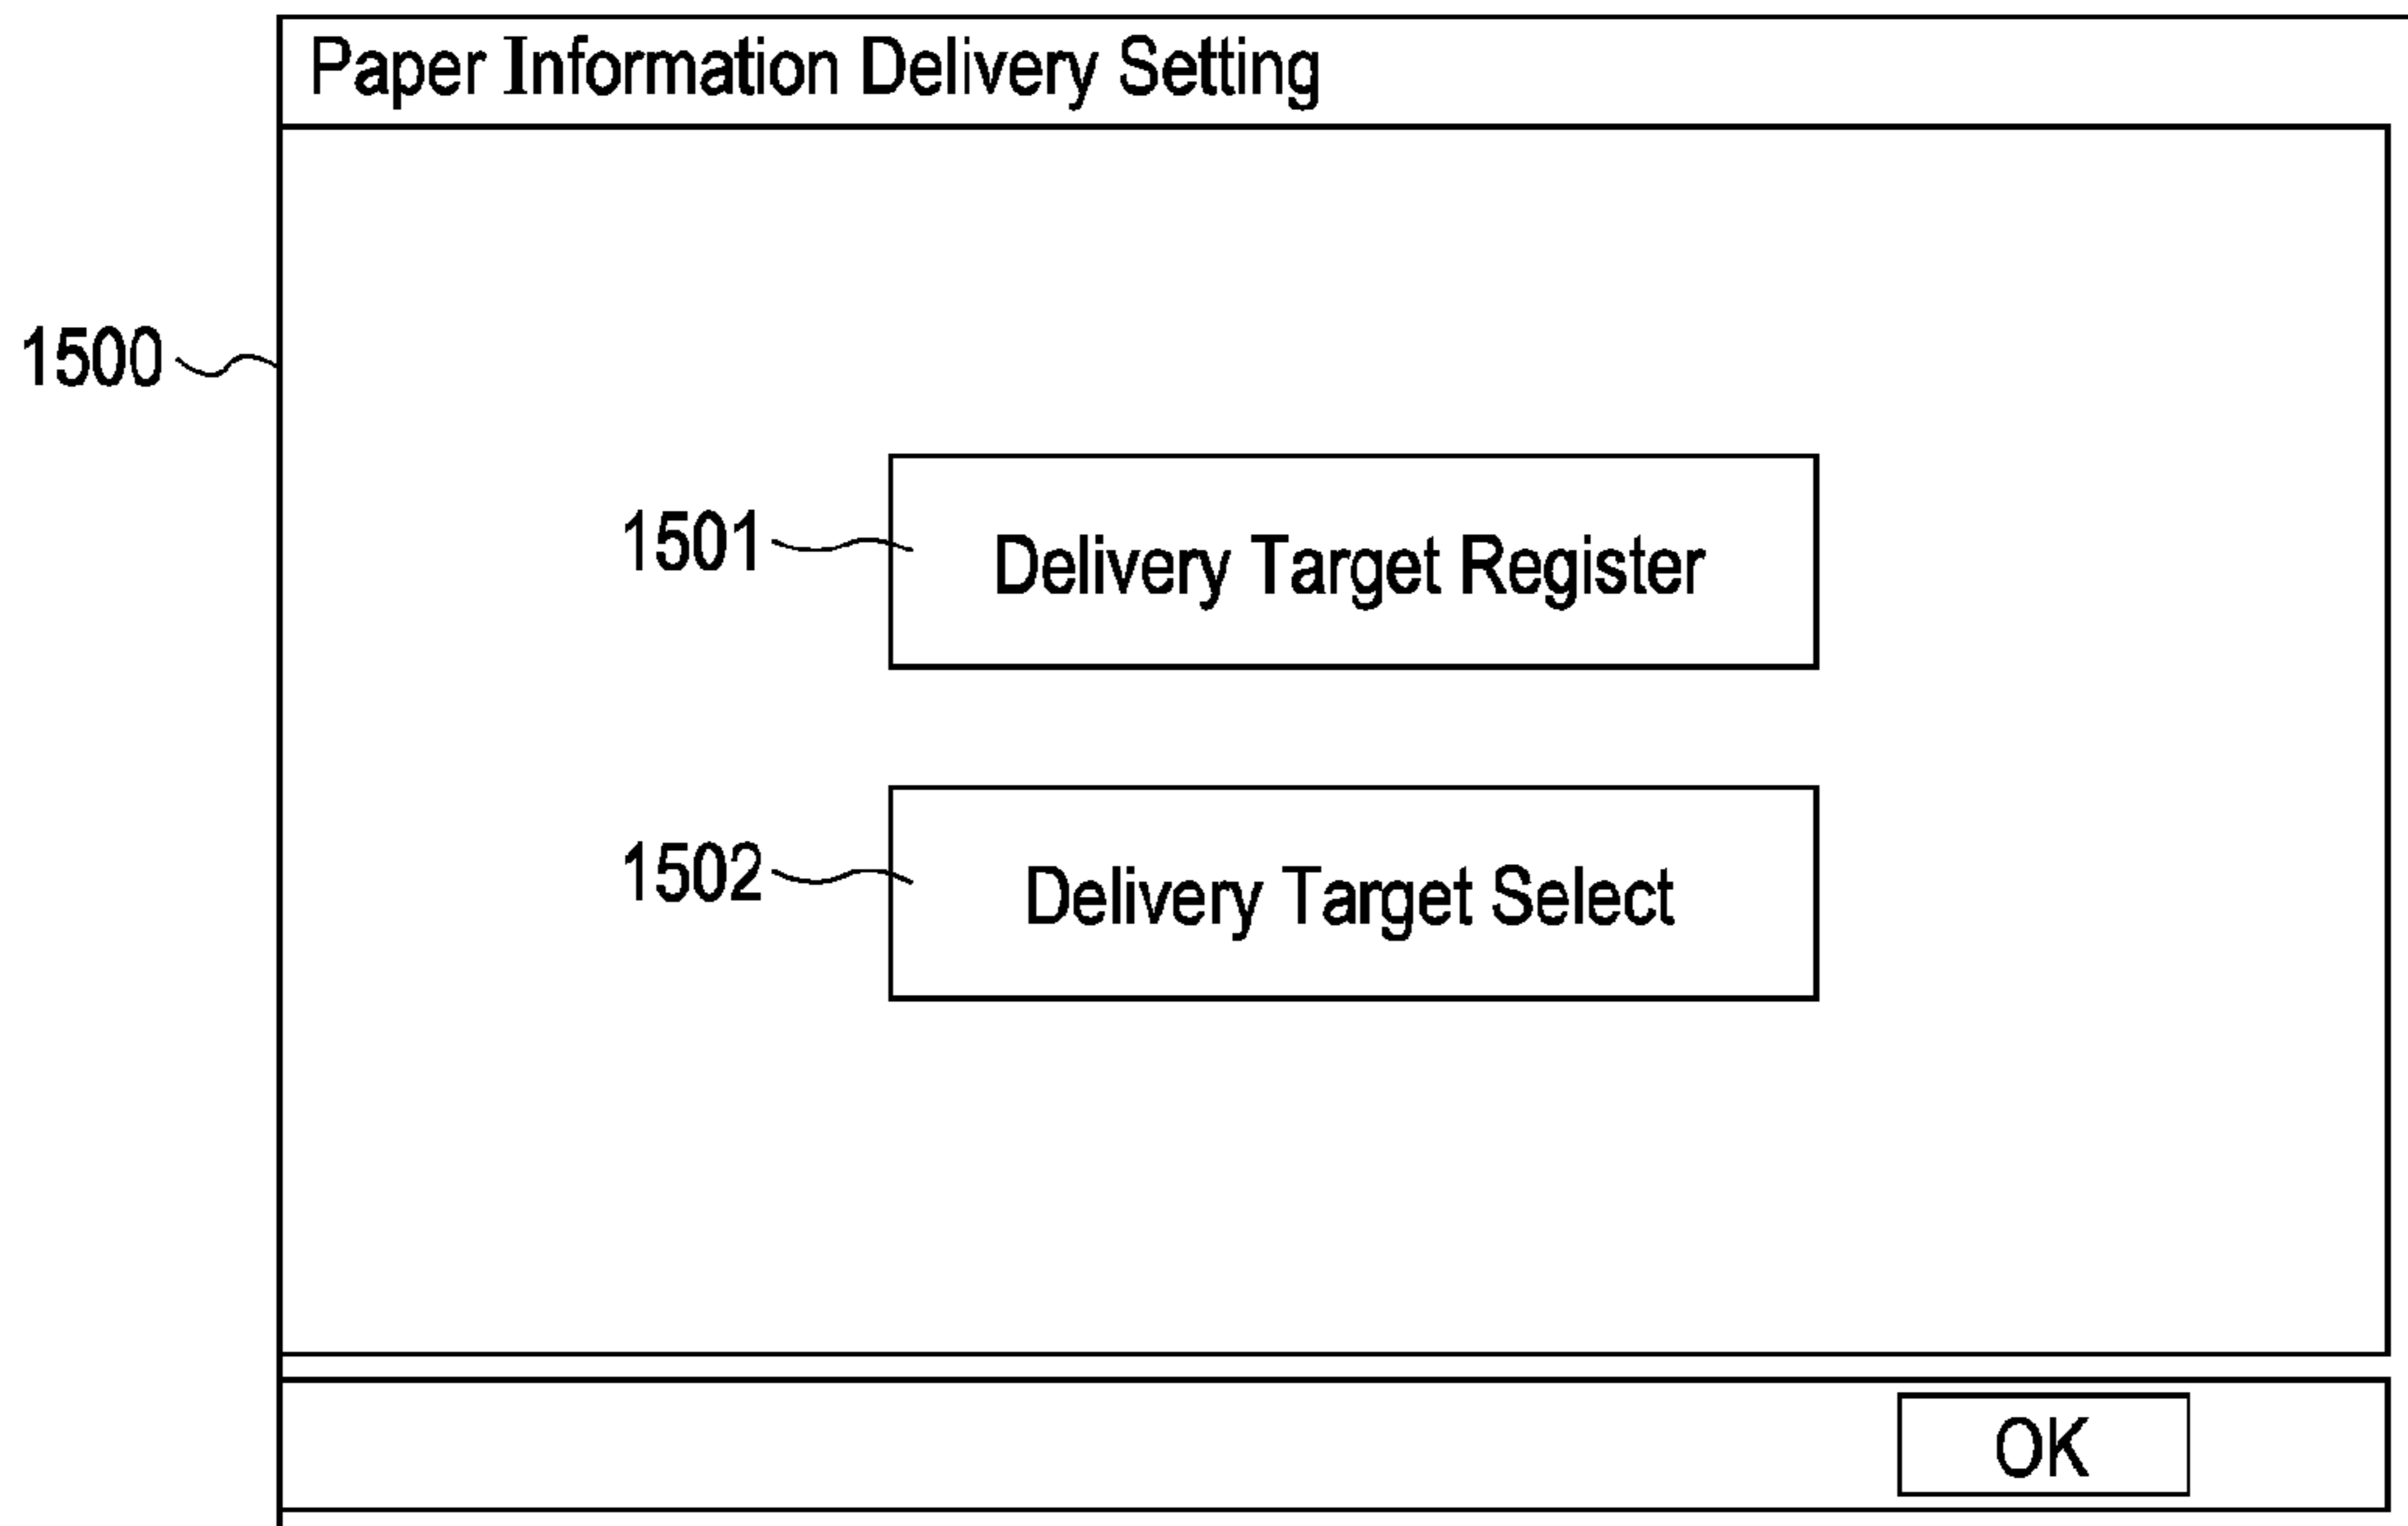 Paper Information Delivery Setting
1500
1501 Delivery Target Register
1502 Delivery Target Select
OK